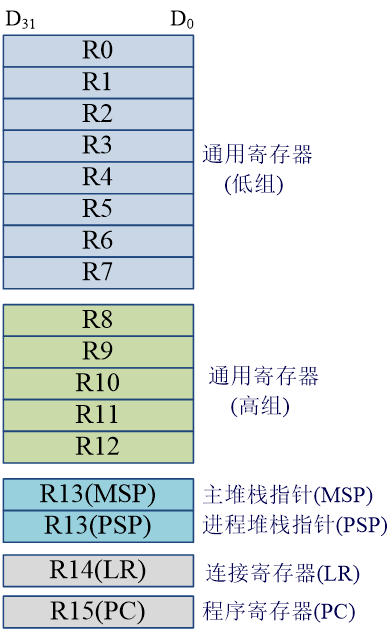 D31 D0
R0
R1
R2
R3
R4
R5
R6
R7
通用寄存器
(低组)
R8
R9
R10
R11
R12
通用寄存器
(高组)
R13(MSP) 主堆栈指针(MSP)
R13(PSP) 进程堆栈指针(PSP)
R14(LR) 连接寄存器(LR)
R15(PC) 程序寄存器(PC)